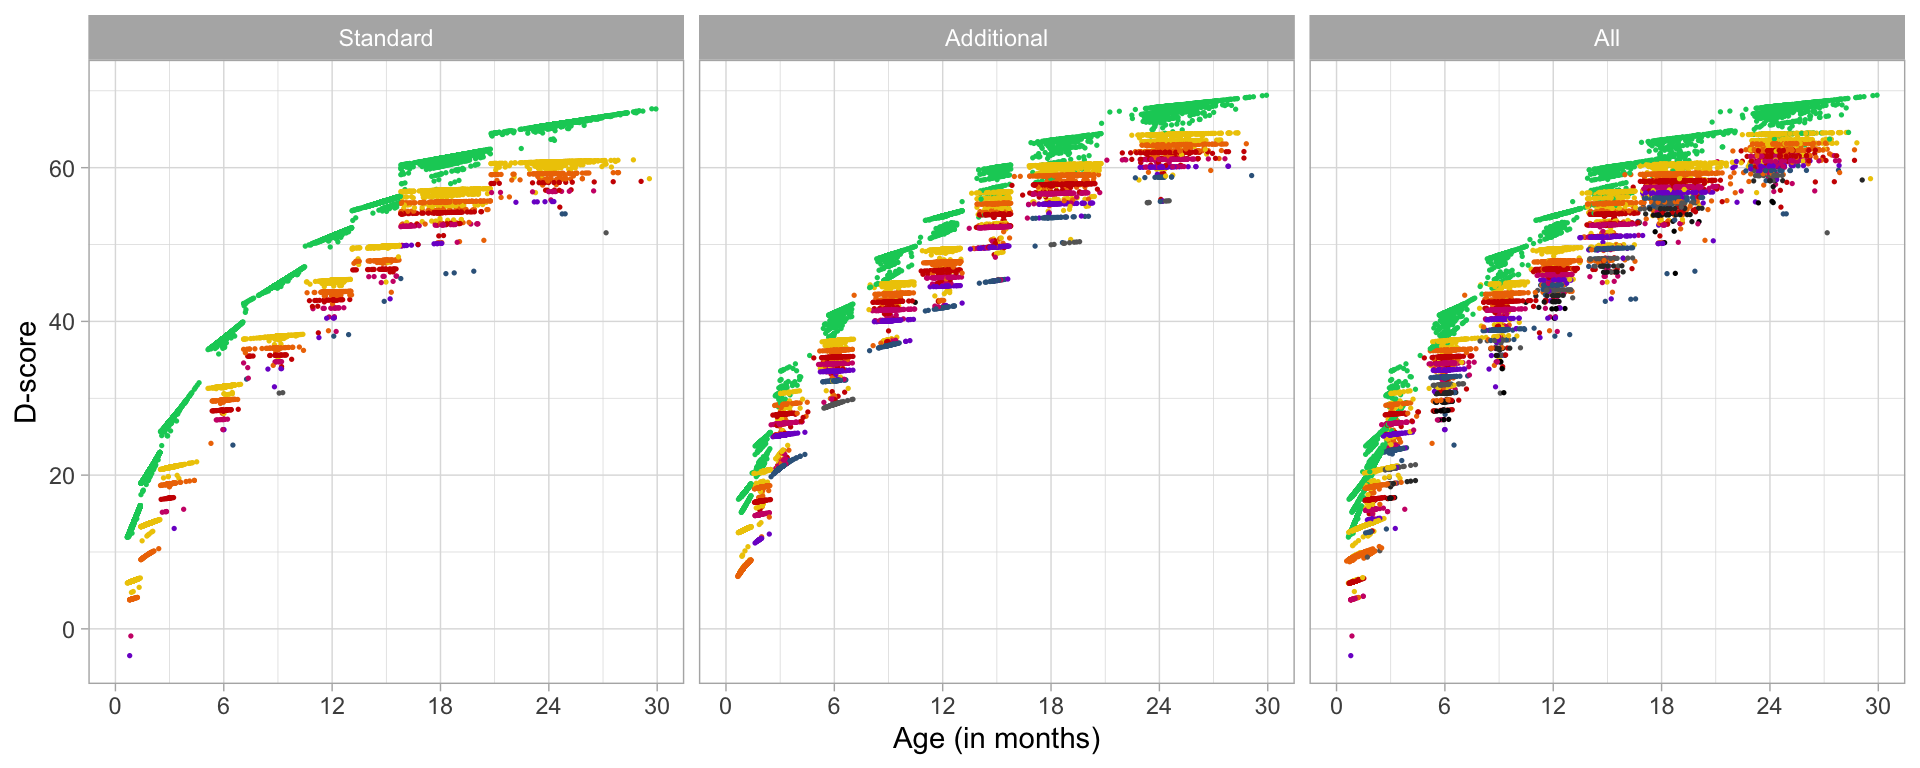 Standard Additional All
D-score
60
40
20
0
0 6 12 18 24 30 0 6 12 18 24 30 0 6 12 18 24 30
Age (in months)